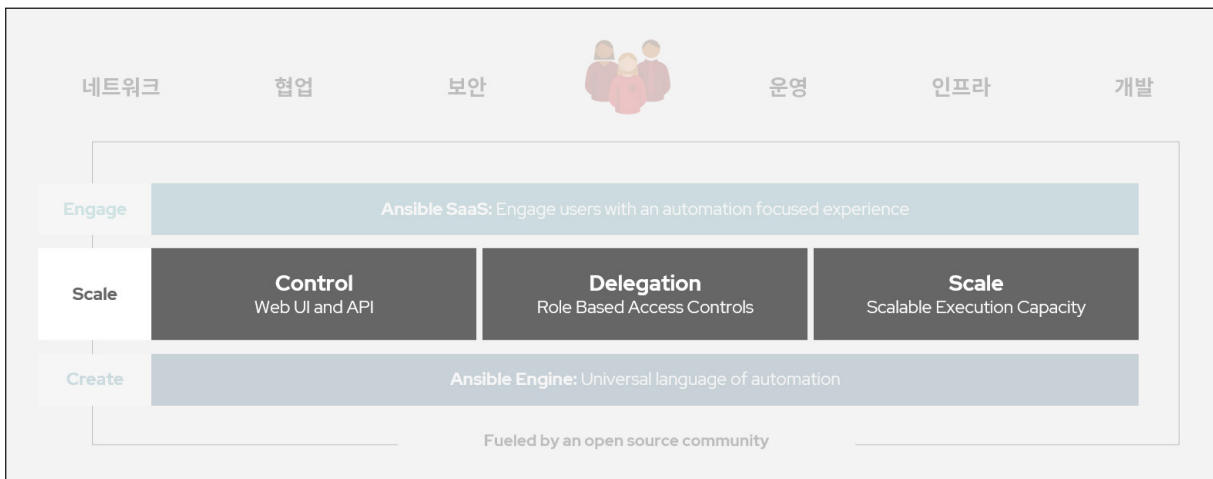 네트워크 협업 보안 운영 인프라 개발
Engage
Ansible SaaS: Engage users with an automation focused experience
Scale
Control
Web UI and API
Delegation
Role Based Access Controls
Scale
Scalable Execution Capacity
Create
Ansible Engine: Universal language of automation
Fueled by an open source community